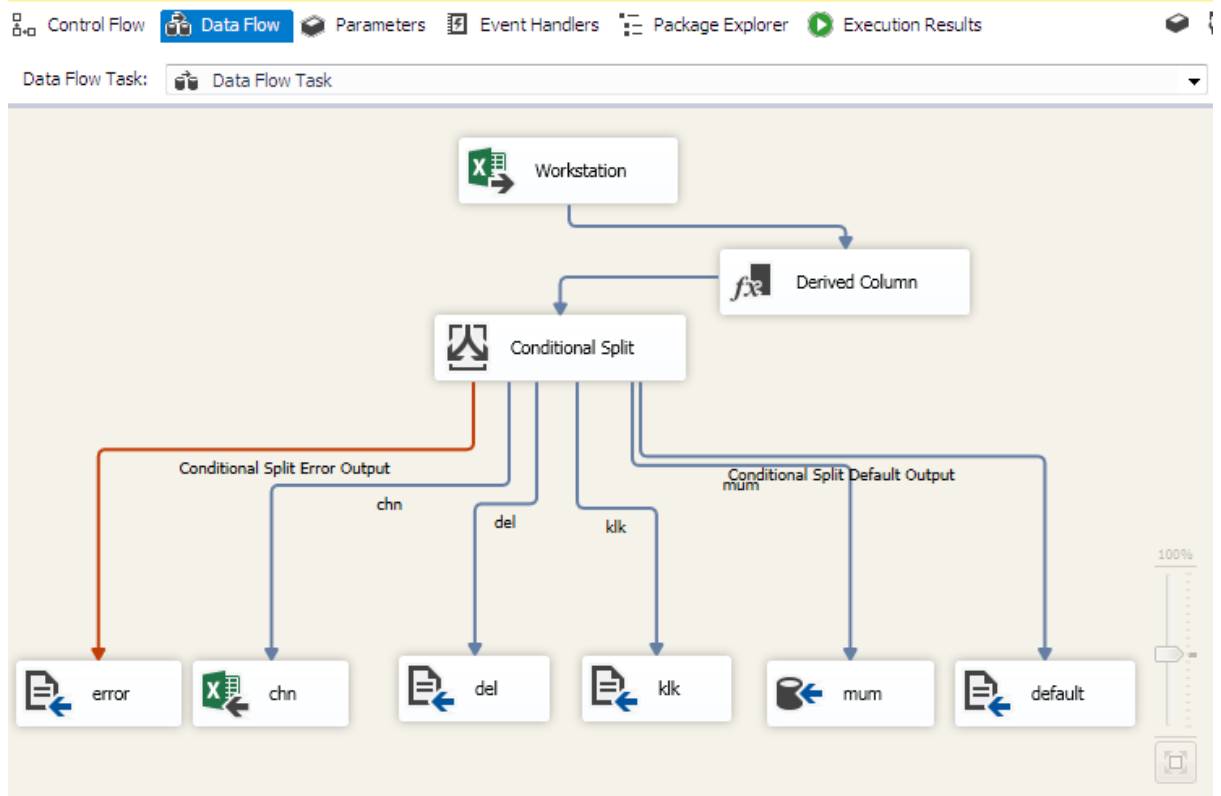 Control Flow Data Flow Parameters Event Handlers Package Explorer Execution Results
Data Flow Task: Data Flow Task
Workstation
Derived Column
Conditional Split
Conditional Split Error Output
Conditional Split Default Output
mum
chn
del
klk
100%
error
chn
del
klk
mum
default